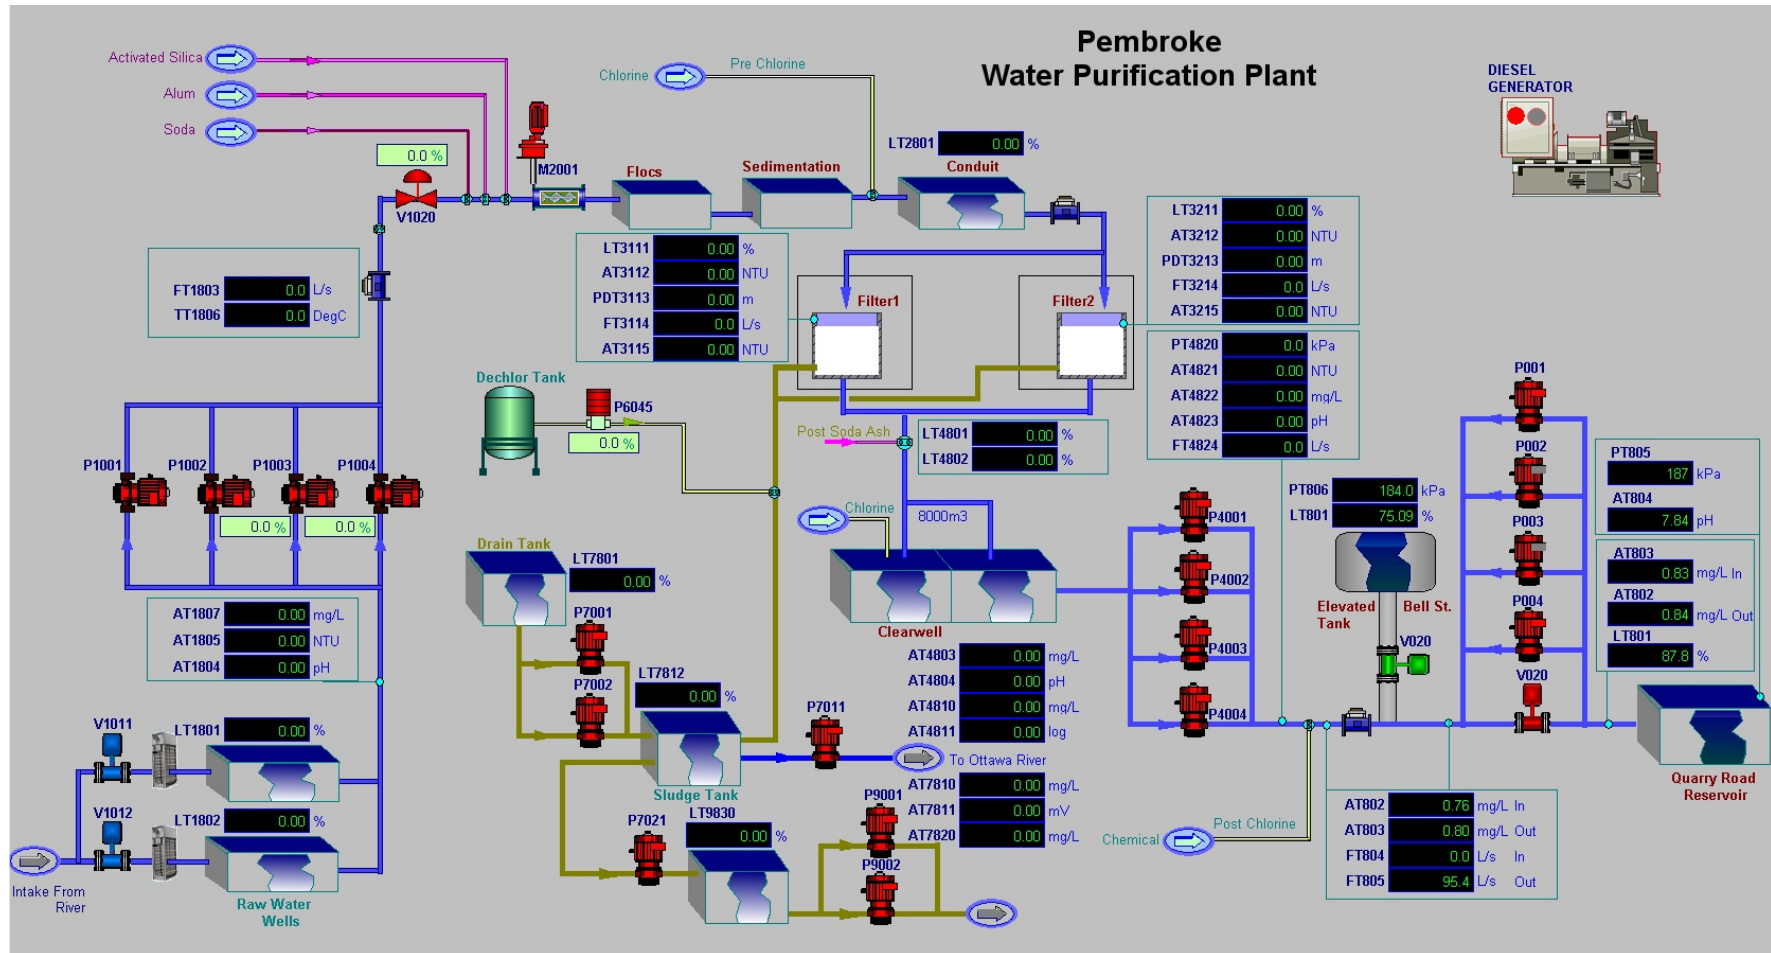 Pembroke
Water Purification Plant
Activated Silica
Alum
Soda
Chlorine
Pre Chlorine
DIESEL
GENERATOR
0.0 %
V1020
M2001
Flocs
Sedimentation
LT2801 0.00 %
Conduit
FT1803 0.0 L/s
TT1806 0.0 DegC
LT3111 0.00 %
AT3112 0.00 NTU
PDT3113 0.00 m
FT3114 0.0 L/s
AT3115 0.00 NTU
Filter1
Filter2
LT3211 0.00 %
AT3212 0.00 NTU
PDT3213 0.00 m
FT3214 0.0 L/s
AT3215 0.00 NTU
PT4820 0.0 kPa
AT4821 0.00 NTU
AT4822 0.00 mg/L
AT4823 0.00 pH
FT4824 0.0 L/s
Dechlor Tank
P6045
0.0 %
Post Soda Ash
LT4801 0.00 %
LT4802 0.00 %
P1001
P1002
P1003
P1004
0.0 %
0.0 %
Chlorine
8000m3
Clearwell
P4001
P4002
P4003
P4004
PT806 184.0 kPa
LT801 75.09 %
Elevated
Tank
Bell St.
V020
P001
P002
P003
P004
V020
PT805
187 kPa
AT804
7.84 pH
AT803
0.83 mg/L In
AT802
0.84 mg/L Out
LT801
87.8 %
Quarry Road
Reservoir
AT1807 0.00 mg/L
AT1805 0.00 NTU
AT1804 0.00 pH
Drain Tank
LT7801
0.00 %
P7001
P7002
LT7812
0.00 %
Sludge Tank
P7011
To Ottawa River
AT4803 0.00 mg/L
AT4804 0.00 pH
AT4810 0.00 mg/L
AT4811 0.00 log
AT7810 0.00 mg/L
AT7811 0.00 mV
AT7820 0.00 mg/L
V1011
LT1801 0.00 %
V1012
LT1802 0.00 %
Intake From
River
Raw Water
Wells
P7021
LT9830
0.00 %
P9001
P9002
Chemical
Post Chlorine
AT802 0.76 mg/L In
AT803 0.80 mg/L Out
FT804 0.0 L/s In
FT805 95.4 L/s Out